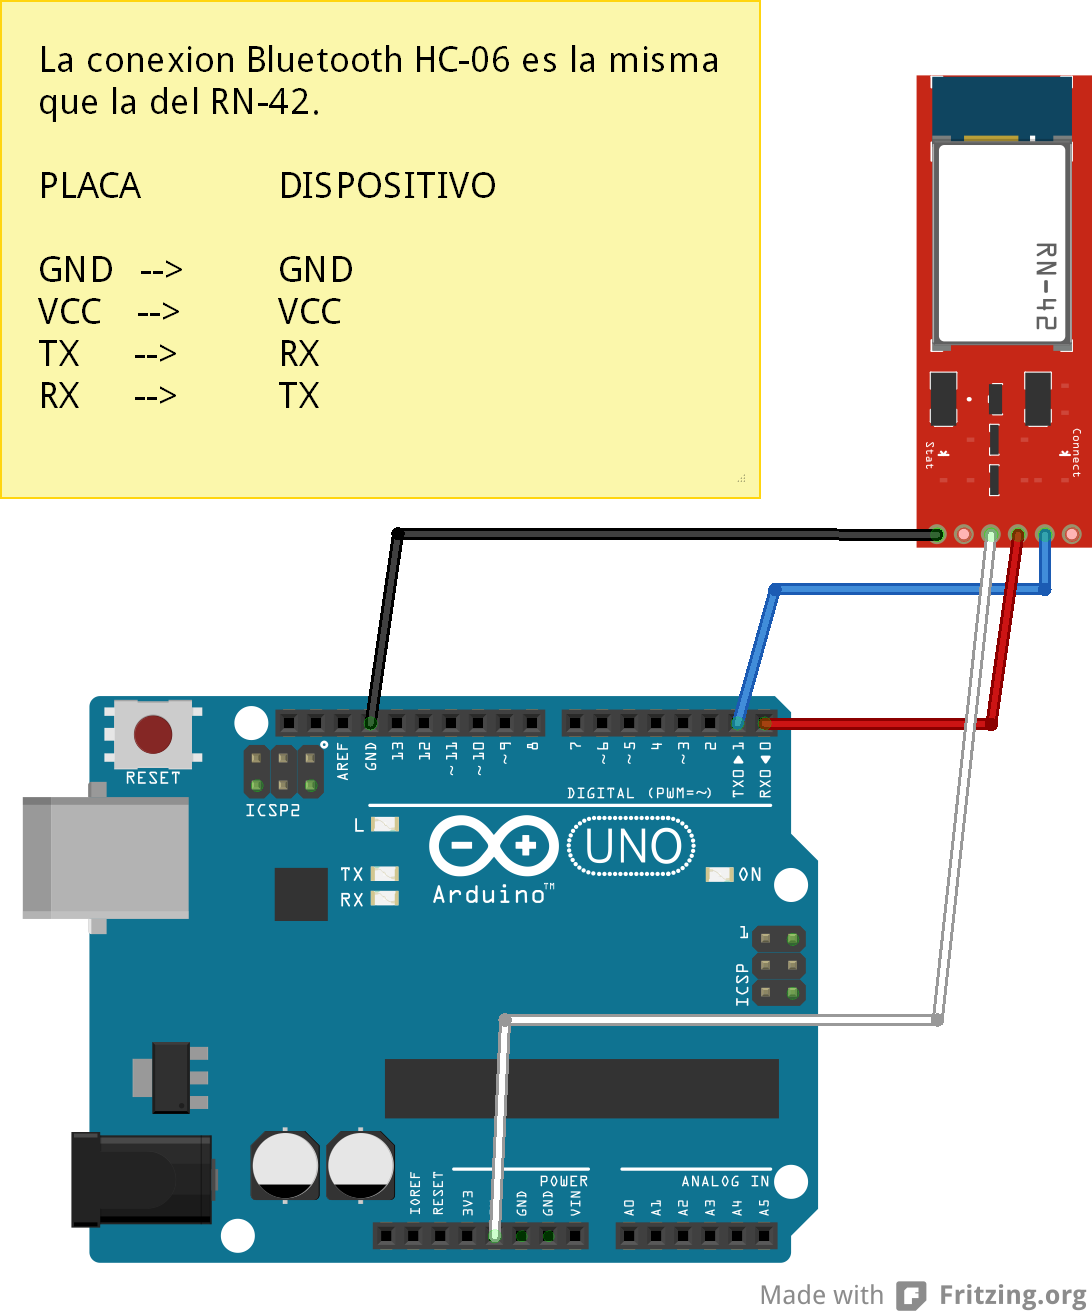 La conexion Bluetooth HC-06 es la misma
que la del RN-42.
PLACA DISPOSITIVO
GND --> GND
VCC --> VCC
TX --> RX
RX --> TX
RN-42
Stat
Connect
RESET
ICSP2
AREF
GND
13
12
~11
~10
~9
8
7
~6
~5
4
~3
2
TX0 ▶ 1
RX0 ◀ 0
DIGITAL (PWM=~)
L
TX
RX
Arduino™
UNO
ON
1
ICSP
IOREF
RESET
3V3
GND
GND
VIN
POWER
ANALOG IN
A0
A1
A2
A3
A4
A5
Made with Fritzing.org